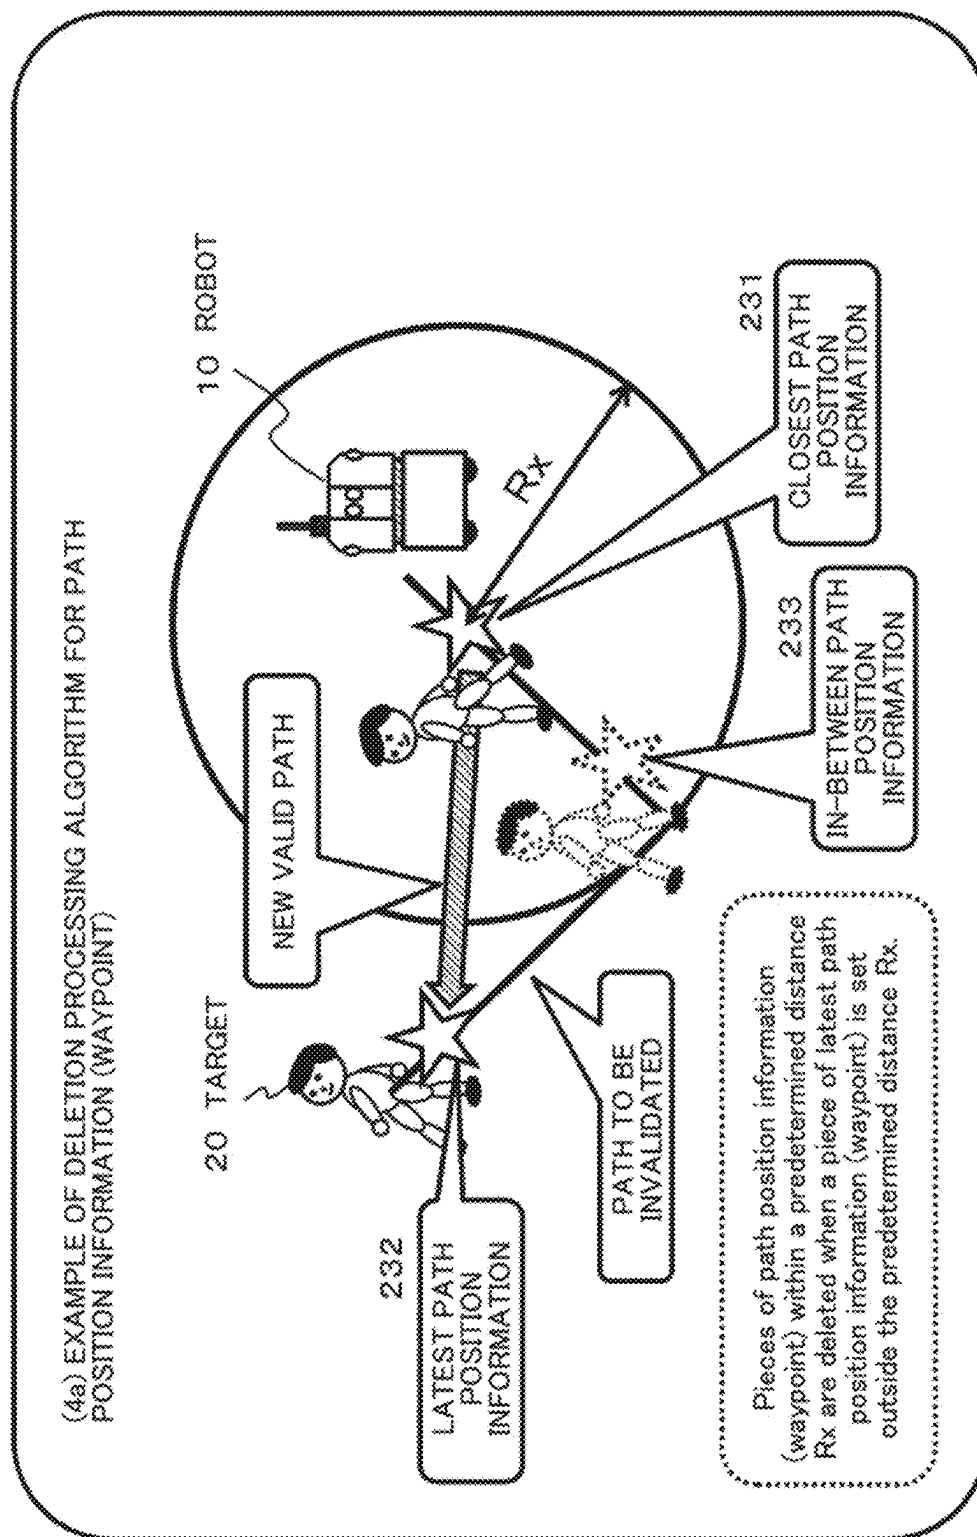 (4a) EXAMPLE OF DELETION PROCESSING ALGORITHM FOR PATH
POSITION INFORMATION (WAYPOINT)
20 TARGET
10 ROBOT
NEW VALID PATH
Rx
232
LATEST PATH
POSITION
INFORMATION
PATH TO BE
INVALIDATED
233
IN-BETWEEN PATH
POSITION
INFORMATION
231
CLOSEST PATH
POSITION
INFORMATION
Pieces of path position information
(waypoint) within a predetermined distance
Rx are deleted when a piece of latest path
position information (waypoint) is set
outside the predetermined distance Rx.